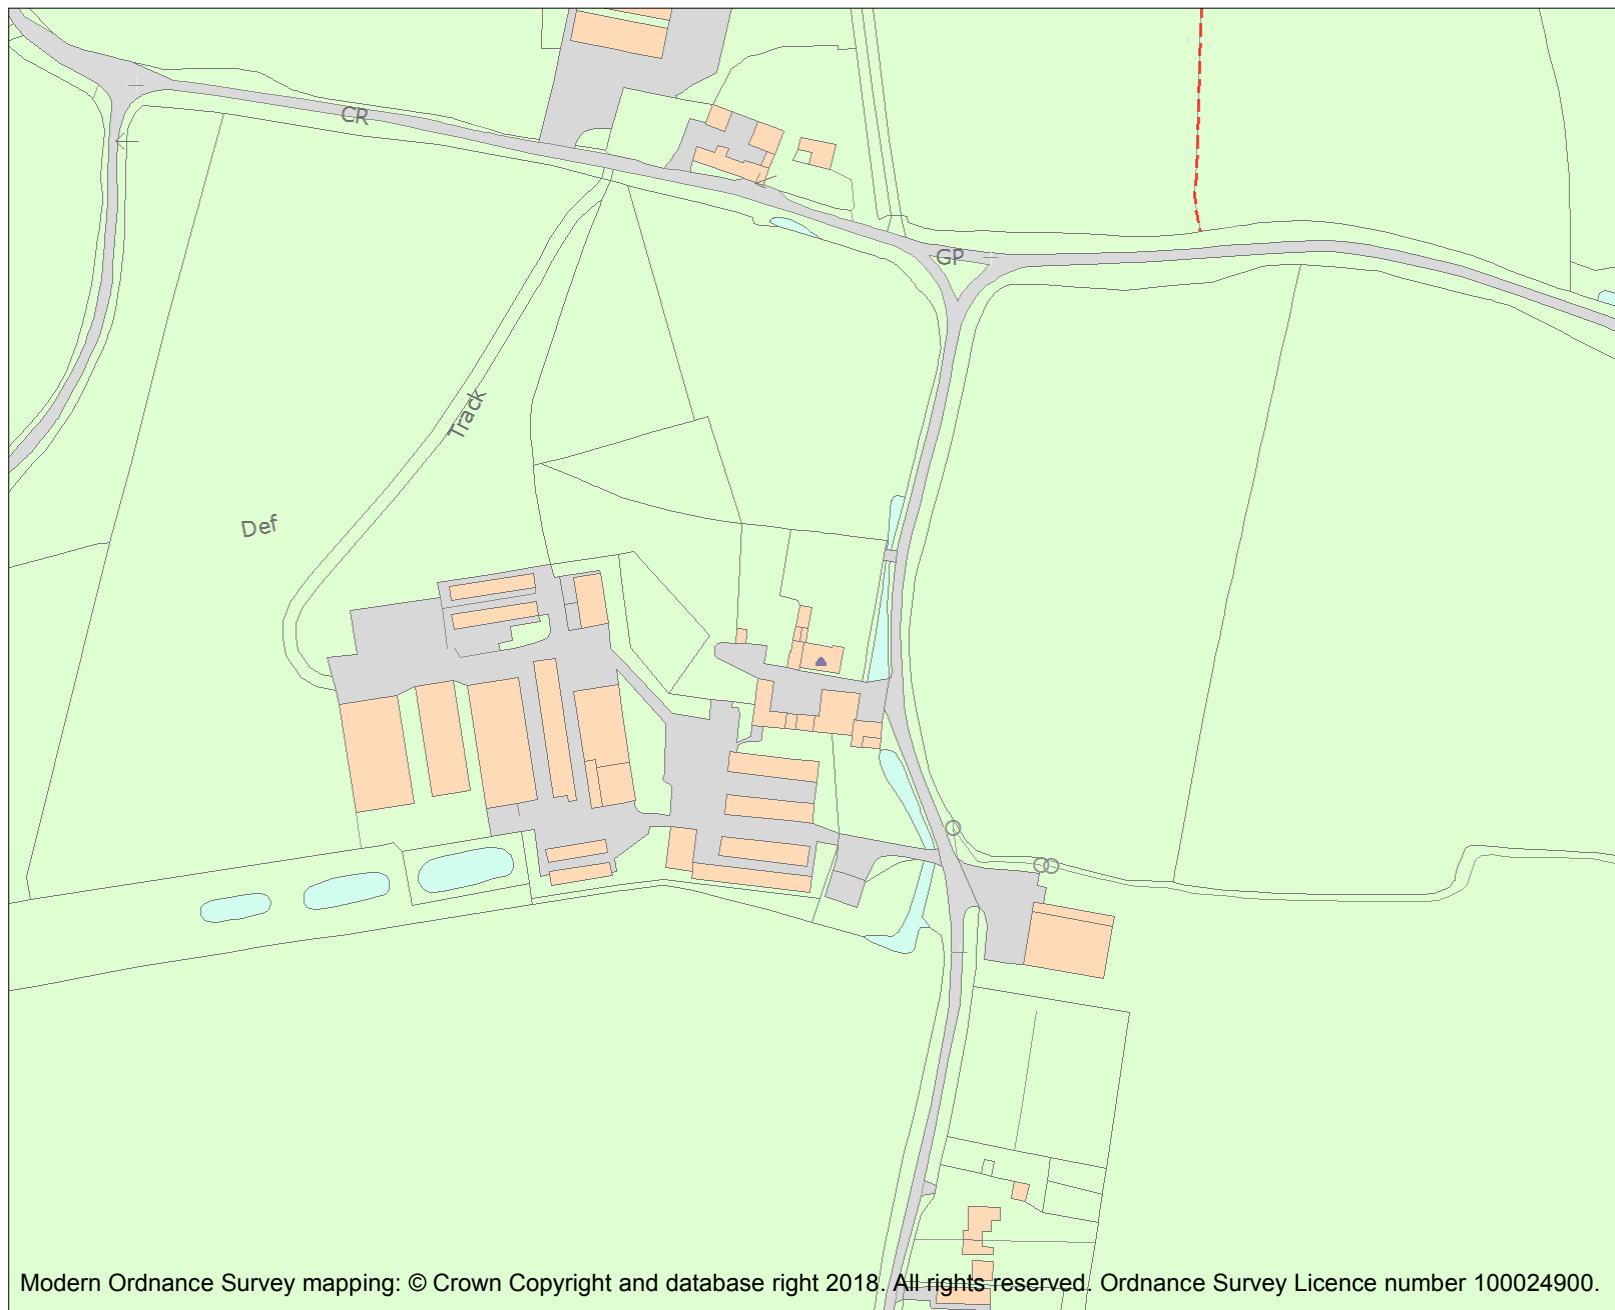 CR
GP
Track
Def
Modern Ordnance Survey mapping: © Crown Copyright and database right 2018. All rights reserved. Ordnance Survey Licence number 100024900.